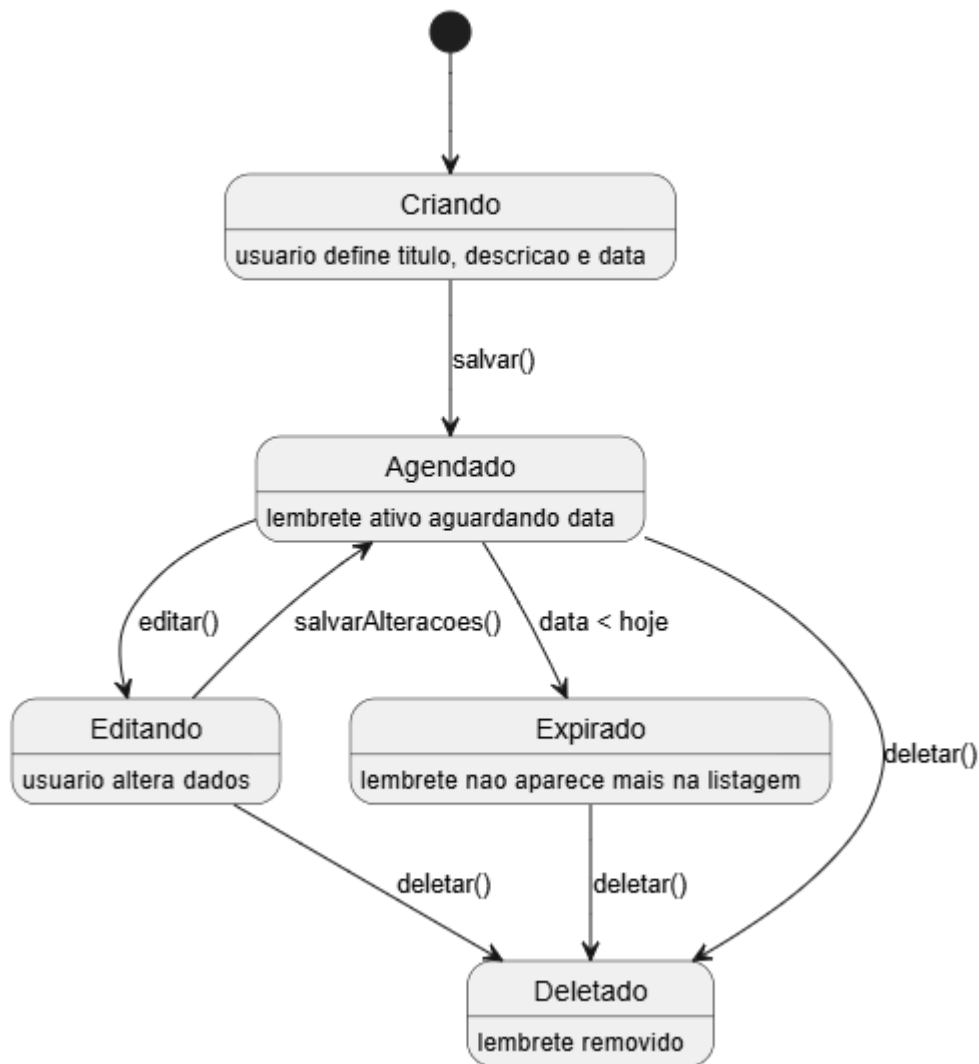 Criando
usuario define titulo, descricao e data
salvar()
Agendado
lembrete ativo aguardando data
editar()
salvarAlteracoes()
data < hoje
Editando
usuario altera dados
Expirado
lembrete nao aparece mais na listagem
deletar()
deletar()
deletar()
Deletado
lembrete removido